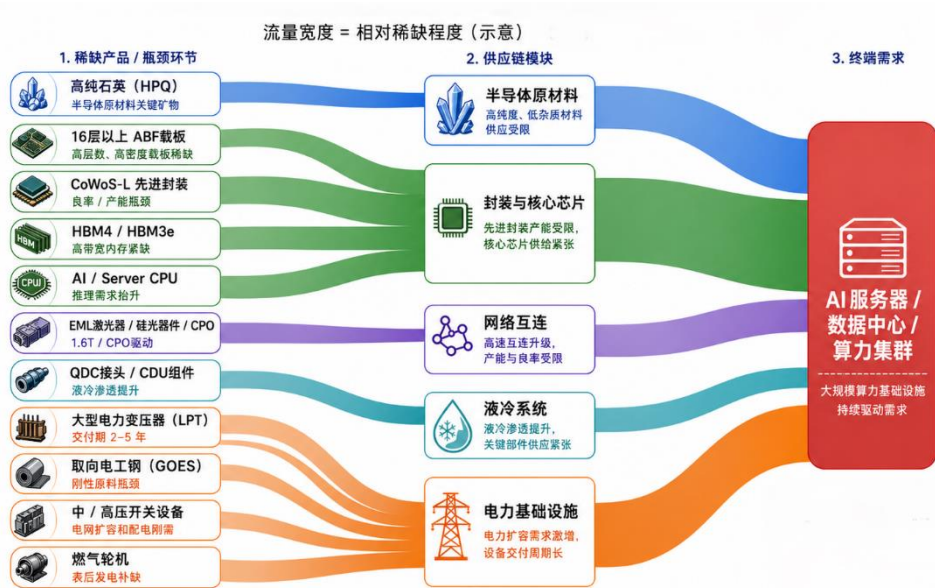 流量宽度 = 相对稀缺程度（示意）
1. 稀缺产品 / 瓶颈环节
2. 供应链模块
3. 终端需求
高纯石英（HPQ）
半导体原材料关键矿物
16层以上 ABF载板
高层数、高密度载板稀缺
CoWoS-L 先进封装
良率 / 产能瓶颈
HBM
HBM4 / HBM3e
高带宽内存紧缺
CPUI
AI / Server CPU
推理需求抬升
EML激光器 / 硅光器件 / CPO
1.6T / CPO驱动
QDC接头 / CDU组件
液冷渗透提升
大型电力变压器（LPT）
交付期 2-5 年
取向电工钢（GOES）
刚性原料瓶颈
中 / 高压开关设备
电网扩容和配电刚需
燃气轮机
表后发电补缺
半导体原材料
高纯度、低杂质材料
供应受限
封装与核心芯片
先进封装产能受限，
核心芯片供给紧张
网络互连
高速互连升级，
产能与良率受限
液冷系统
液冷渗透提升，
关键部件供应紧张
电力基础设施
电力扩容需求激增，
设备交付周期长
AI 服务器 /
数据中心 /
算力集群
大规模算力基础设施
持续驱动需求